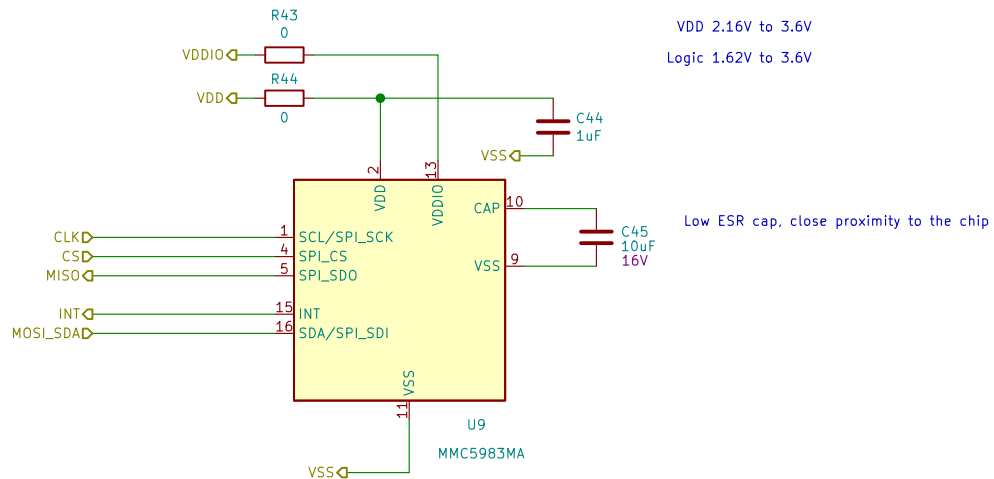 R43
0
VDD 2.16V to 3.6V
VDDIO
Logic 1.62V to 3.6V
R44
VDD
0
C44
1uF
VSS
2
13
VDD
VDDIO
CAP
10
Low ESR cap, close proximity to the chip
CLK
1
SCL/SPI_SCK
C45
10uF
16V
CS
4
SPI_CS
VSS
9
MISO
5
SPI_SDO
INT
15
INT
MOSI_SDA
16
SDA/SPI_SDI
VSS
11
U9
MMC5983MA
VSS